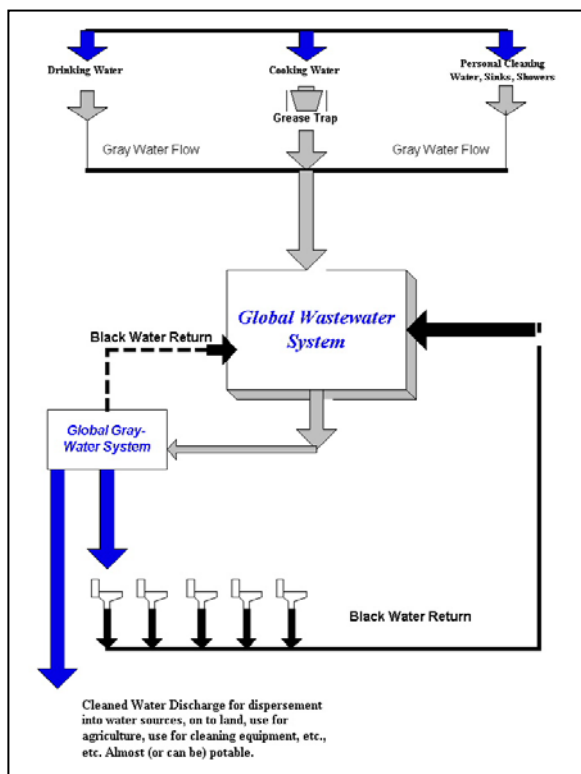 Drinking Water
Cooking Water
Personal Cleaning
Water, Sinks, Showers
Grease Trap
Gray Water Flow
Gray Water Flow
Global Wastewater
System
Black Water Return
Global Gray-
Water System
Black Water Return
Cleaned Water Discharge for dispersement
into water sources, on to land, use for
agriculture, use for cleaning equipment, etc.,
etc. Almost (or can be) potable.